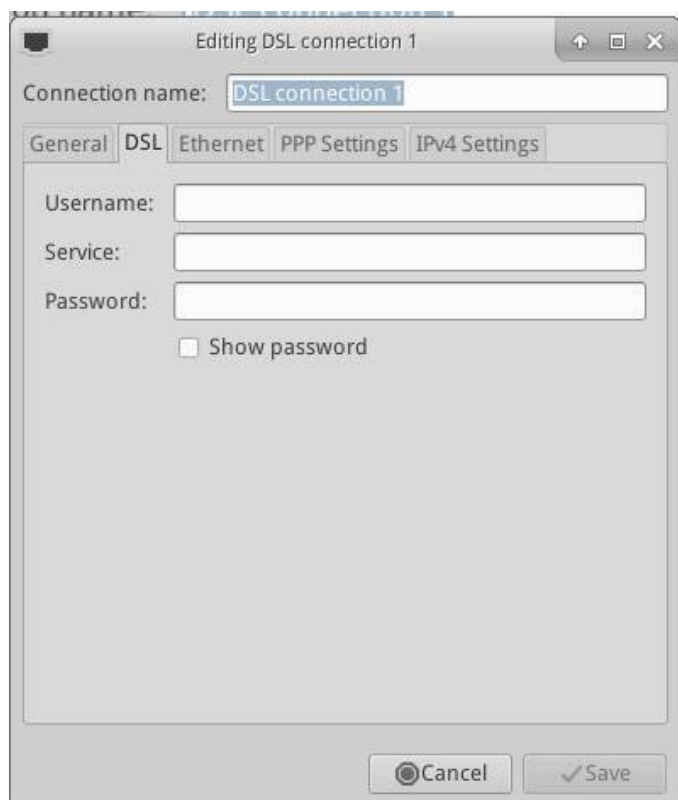 Editing DSL connection 1
Connection name: DSL connection 1
General DSL Ethernet PPP Settings IPv4 Settings
Username:
Service:
Password:
Show password
Cancel Save